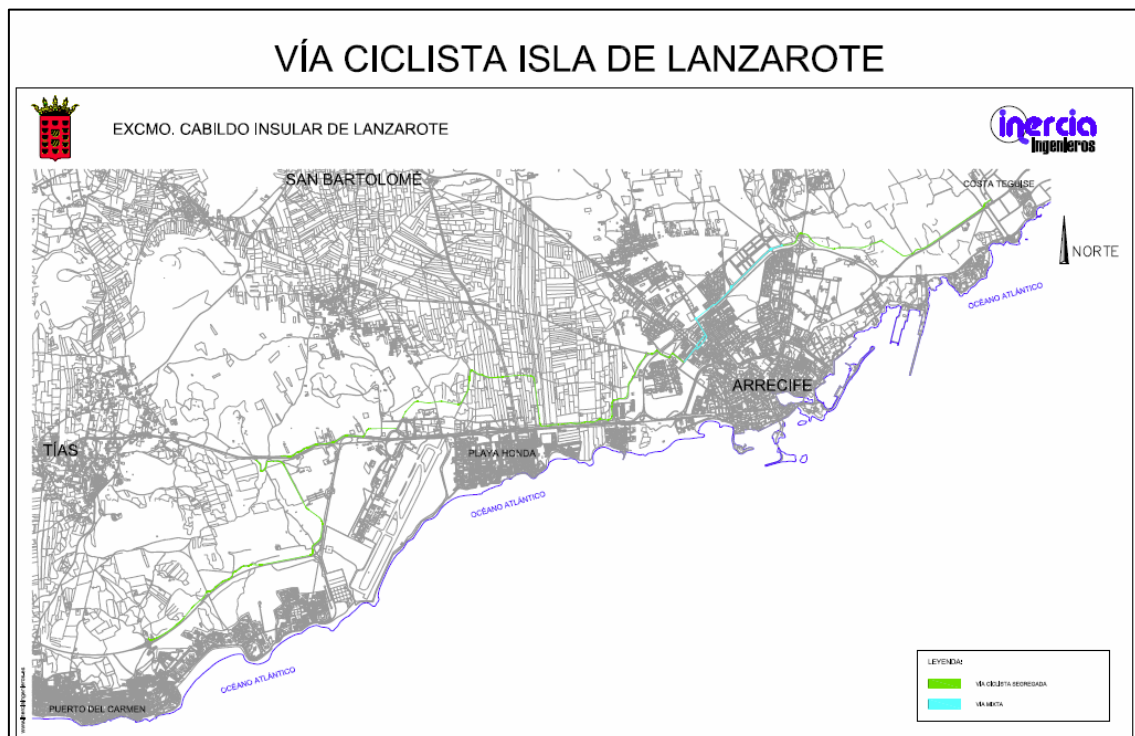 VÍA CICLISTA ISLA DE LANZAROTE
EXCMO. CABILDO INSULAR DE LANZAROTE
inercia
Ingenieros
SAN BARTOLOMÉ
COSTA TEGUISE
NORTE
OCÉANO ATLÁNTICO
ARRECIFE
TÍAS
PLAYA HONDA
OCÉANO ATLÁNTICO
OCÉANO ATLÁNTICO
PUERTO DEL CARMEN
LEYENDA:
VÍA CICLISTA SEGREGADA
VÍA MIXTA